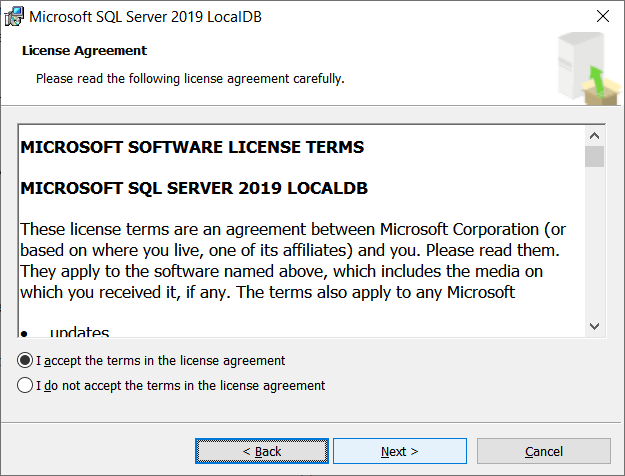 Microsoft SQL Server 2019 LocalDB
License Agreement
Please read the following license agreement carefully.
MICROSOFT SOFTWARE LICENSE TERMS
MICROSOFT SQL SERVER 2019 LOCALDB
These license terms are an agreement between Microsoft Corporation (or
based on where you live, one of its affiliates) and you. Please read them.
They apply to the software named above, which includes the media on
which you received it, if any. The terms also apply to any Microsoft
• updates
I accept the terms in the license agreement
I do not accept the terms in the license agreement
< Back
Next >
Cancel